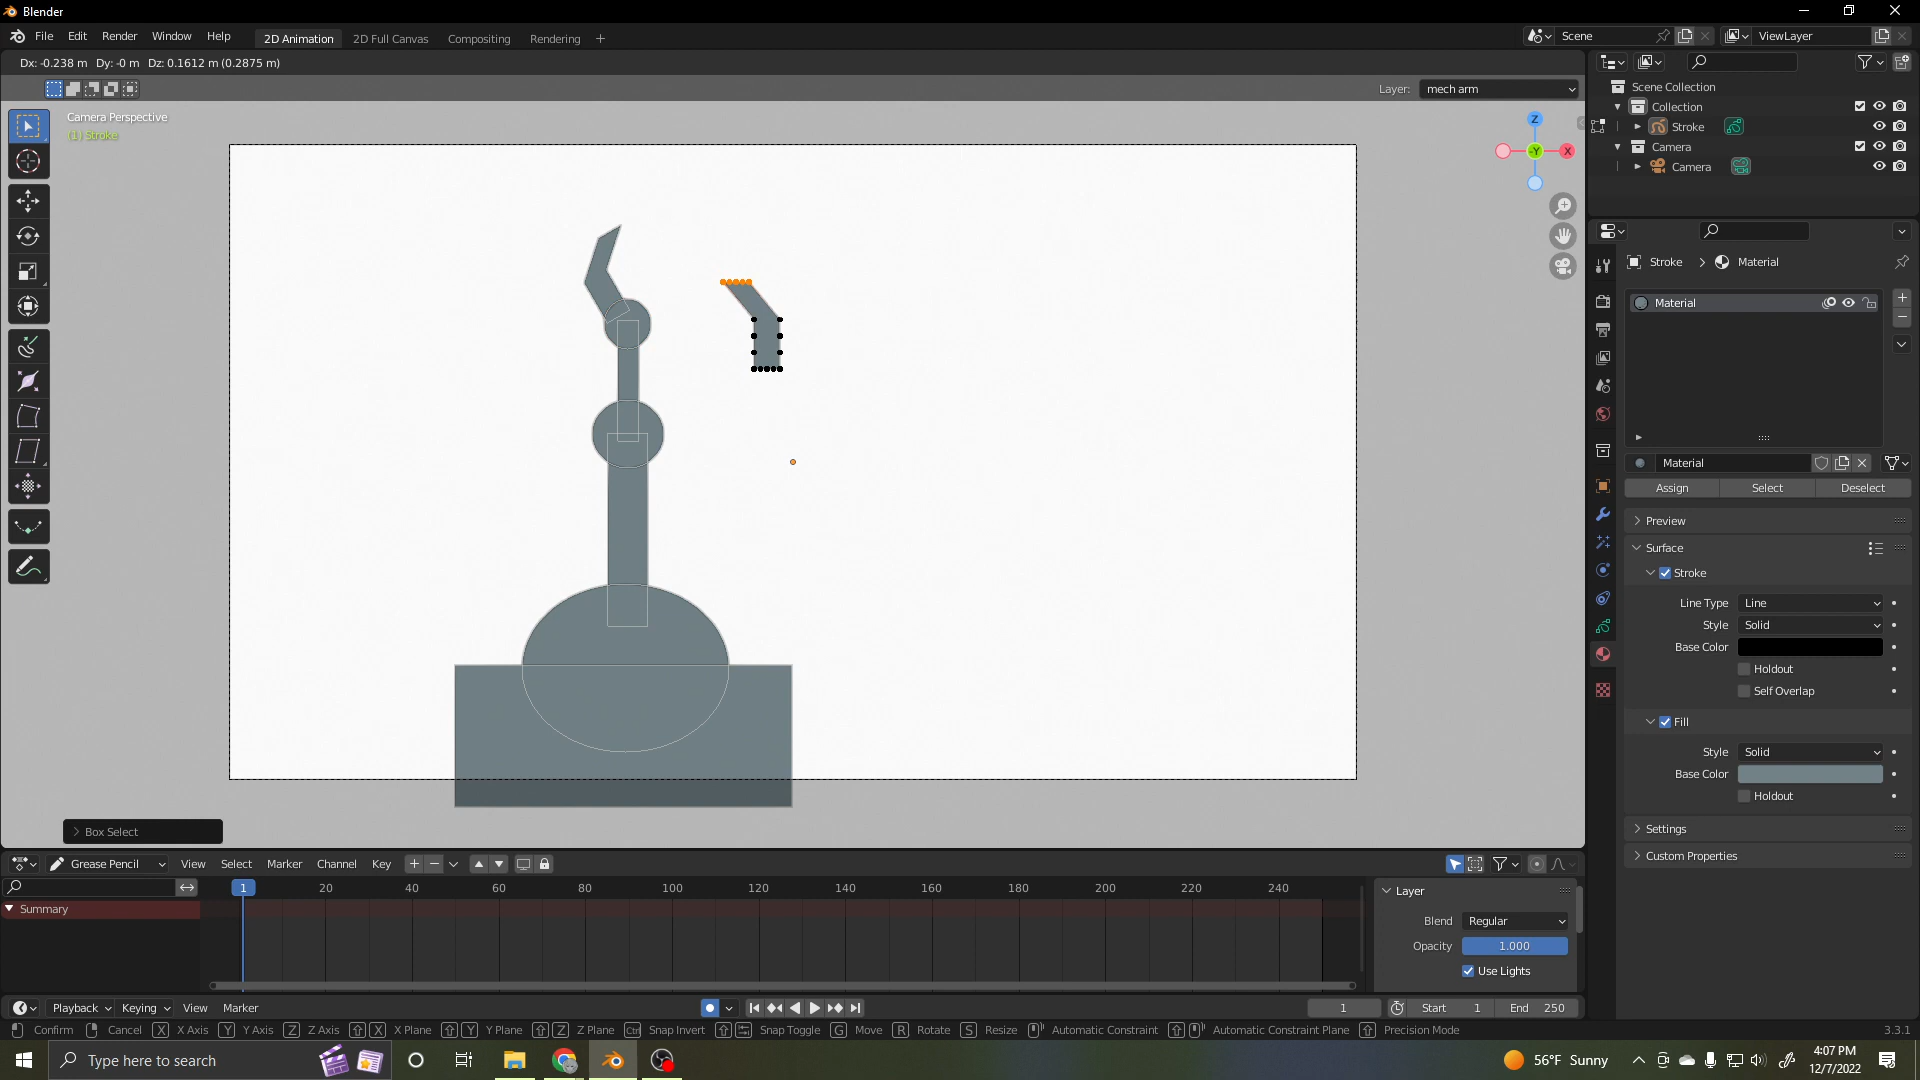 Blender
File Edit Render Window Help 2D Animation 2D Full Canvas Compositing Rendering + Scene ViewLayer
Dx: -0.238 m Dy: -0 m Dz: 0.1612 m (0.2875 m)
Layer: mech arm
Camera Perspective
(1) Stroke
Z
-Y
X
Scene Collection
Collection
Stroke
Camera
Camera
Stroke > Material
Material
Material
Assign Select Deselect
Preview
Surface
Stroke
Line Type Line
Style Solid
Base Color
Holdout
Self Overlap
Fill
Style Solid
Base Color
Holdout
Settings
Custom Properties
> Box Select
Grease Pencil View Select Marker Channel Key
1 20 40 60 80 100 120 140 160 180 200 220 240
Summary
Layer
Blend Regular
Opacity 1.000
Use Lights
Playback Keying View Marker 1 Start 1 End 250
Confirm Cancel X X Axis Y Y Axis Z Z Axis X X Plane Y Y Plane Z Z Plane Ctrl Snap Invert Snap Toggle G Move R Rotate S Resize Automatic Constraint Automatic Constraint Plane Precision Mode 3.3.1
Type here to search 56°F Sunny 4:07 PM
12/7/2022